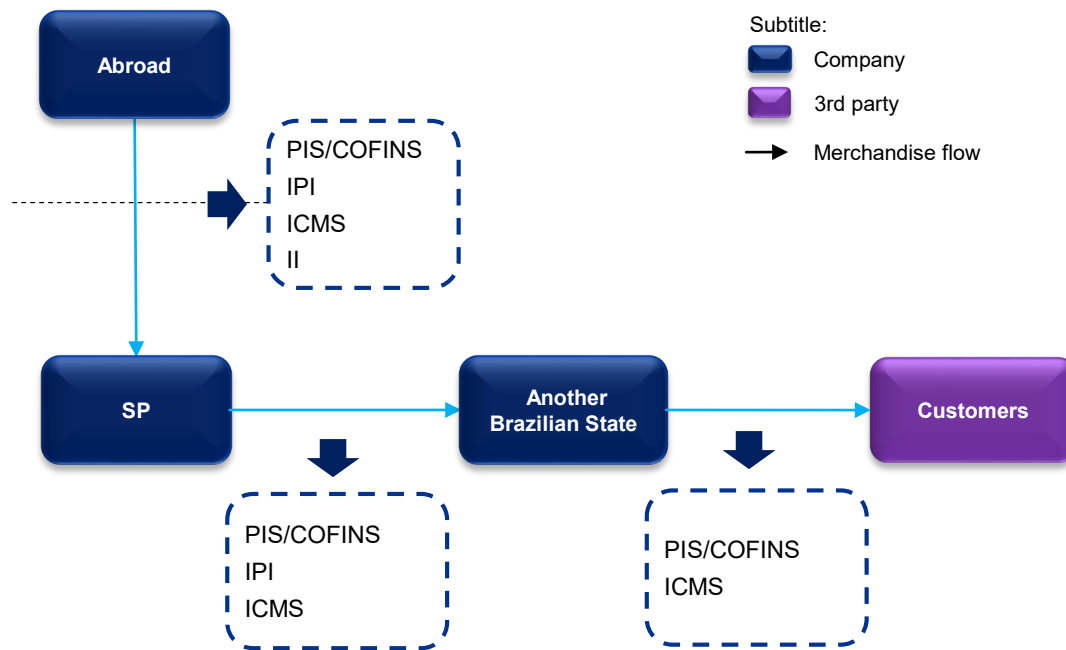 Subtitle:
Company
3rd party
Merchandise flow
Abroad
PIS/COFINS
IPI
ICMS
II
SP
Another
Brazilian State
Customers
PIS/COFINS
IPI
ICMS
PIS/COFINS
ICMS